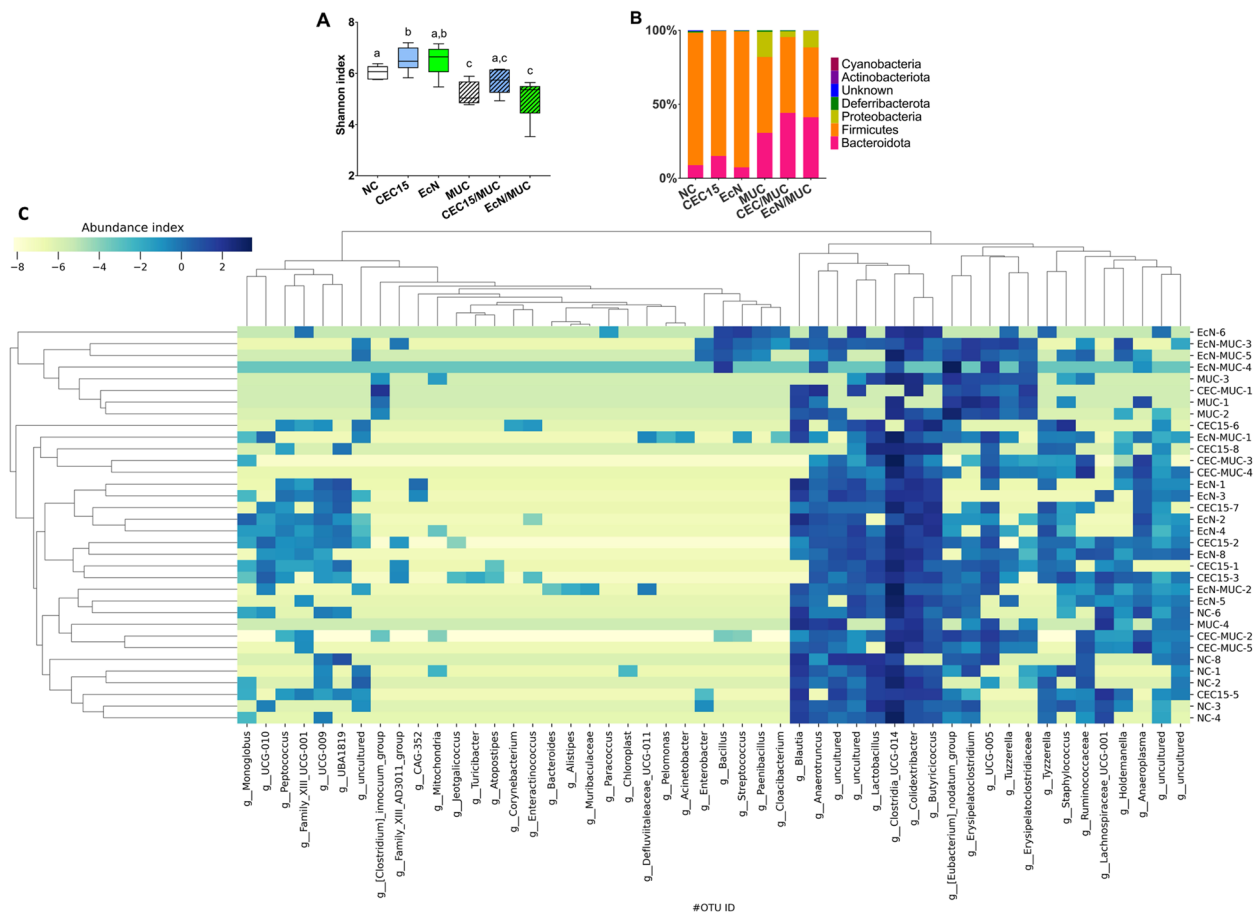 A
B
Shannon index
8
6
4
2
a
b
a,b
c
a,c
c
NC
CEC15
EcN
MUC
CEC15/MUC
EcN/MUC
100%
50%
0%
NC
CEC15
EcN
MUC
CEC/MUC
EcN/MUC
Cyanobacteria
Actinobacteriota
Unknown
Deferribacterota
Proteobacteria
Firmicutes
Bacteroidota
C
Abundance index
−8 −6 −4 −2 0 2
EcN-6
EcN-MUC-3
EcN-MUC-5
EcN-MUC-4
MUC-3
CEC-MUC-1
MUC-1
MUC-2
CEC15-6
EcN-MUC-1
CEC15-8
CEC-MUC-3
CEC-MUC-4
EcN-1
EcN-3
CEC15-7
EcN-2
EcN-4
CEC15-2
EcN-8
CEC15-1
CEC15-3
EcN-MUC-2
EcN-5
NC-6
MUC-4
CEC-MUC-2
CEC-MUC-5
NC-8
NC-1
NC-2
CEC15-5
NC-3
NC-4
g__Monoglobus
g__UCG-010
g__Peptococcus
g__Family_XIII_UCG-001
g__UCG-009
g__UBA1819
g__uncultured
g__[Clostridium]_innocuum_group
g__Family_XIII_AD3011_group
g__CAG-352
g__Mitochondria
g__Jeotgalicoccus
g__Turicibacter
g__Atopostipes
g__Corynebacterium
g__Enteractinococcus
g__Bacteroides
g__Alistipes
g__Muribaculaceae
g__Paracoccus
g__Chloroplast
g__Defluviitaleaceae_UCG-011
g__Pelomonas
g__Acinetobacter
g__Enterobacter
g__Bacillus
g__Streptococcus
g__Paenibacillus
g__Cloacibacterium
g__Blautia
g__Anaerotruncus
g__uncultured
g__uncultured
g__Lactobacillus
g__Clostridia_UCG-014
g__Colidextribacter
g__Butyricicoccus
g__[Eubacterium]_nodatum_group
g__Erysipelatoclostridium
g__UCG-005
g__Tuzzerella
g__Erysipelatoclostridiaceae
g__Tyzzerella
g__Staphylococcus
g__Ruminococcaceae
g__Lachnospiraceae_UCG-001
g__Holdemanella
g__Anaeroplasma
g__uncultured
g__uncultured
#OTU ID